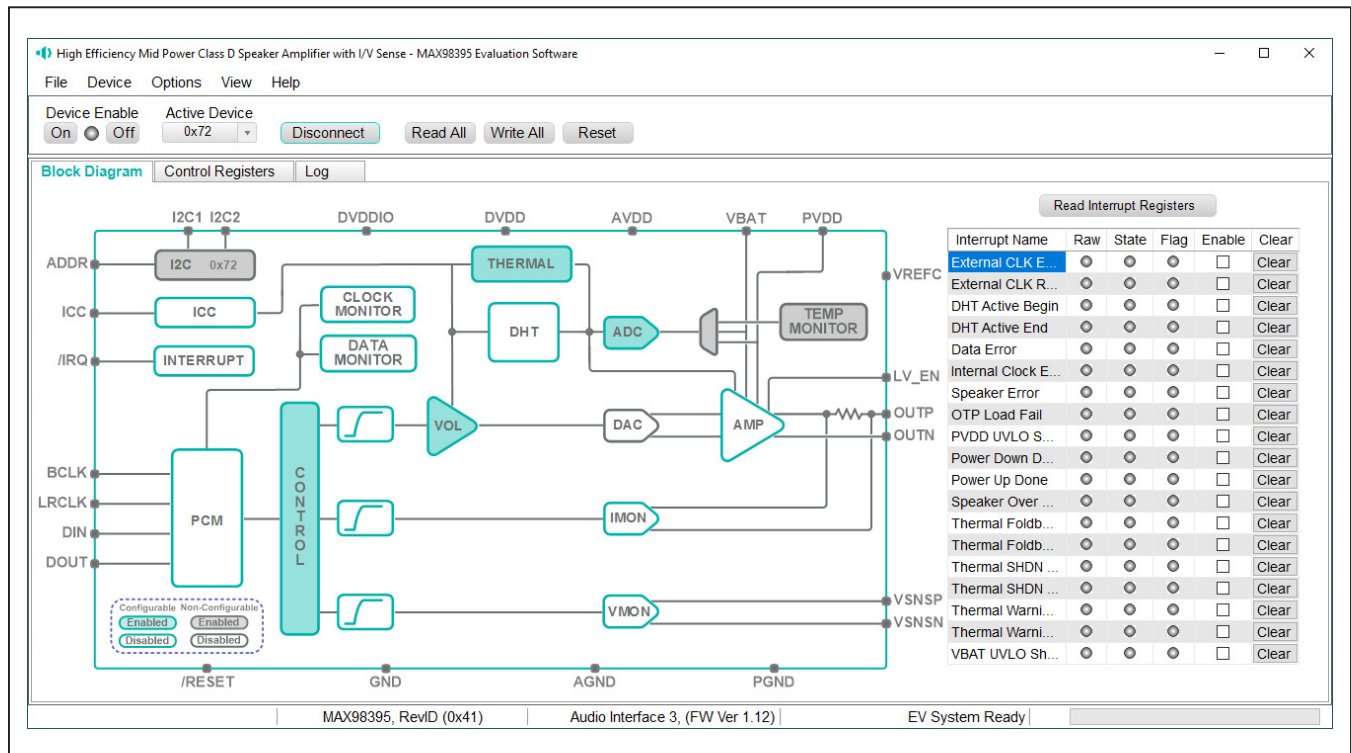 High Efficiency Mid Power Class D Speaker Amplifier with I/V Sense - MAX98395 Evaluation Software
File Device Options View Help
Device Enable Active Device
On Off 0x72 Disconnect Read All Write All Reset
Block Diagram Control Registers Log
I2C1 I2C2 DVDDIO DVDD AVDD VBAT PVDD
ADDR
I2C 0x72
THERMAL
VREFC
ICC
ICC
CLOCK
MONITOR
DHT
ADC
TEMP
MONITOR
/IRQ
INTERRUPT
DATA
MONITOR
LV_EN
VOL
DAC
AMP
OUTP
OUTN
BCLK
LRCLK
DIN
DOUT
PCM
CONTROL
IMON
VMON
VSNSP
VSNSN
Configurable Non-Configurable
Enabled Enabled
Disabled Disabled
/RESET GND AGND PGND
Read Interrupt Registers
Interrupt Name Raw State Flag Enable Clear
External CLK E... Clear
External CLK R... Clear
DHT Active Begin Clear
DHT Active End Clear
Data Error Clear
Internal Clock E... Clear
Speaker Error Clear
OTP Load Fail Clear
PVDD UVLO S... Clear
Power Down D... Clear
Power Up Done Clear
Speaker Over ... Clear
Thermal Foldb... Clear
Thermal Foldb... Clear
Thermal SHDN ... Clear
Thermal SHDN ... Clear
Thermal Warni... Clear
Thermal Warni... Clear
VBAT UVLO Sh... Clear
MAX98395, RevID (0x41) Audio Interface 3, (FW Ver 1.12) EV System Ready